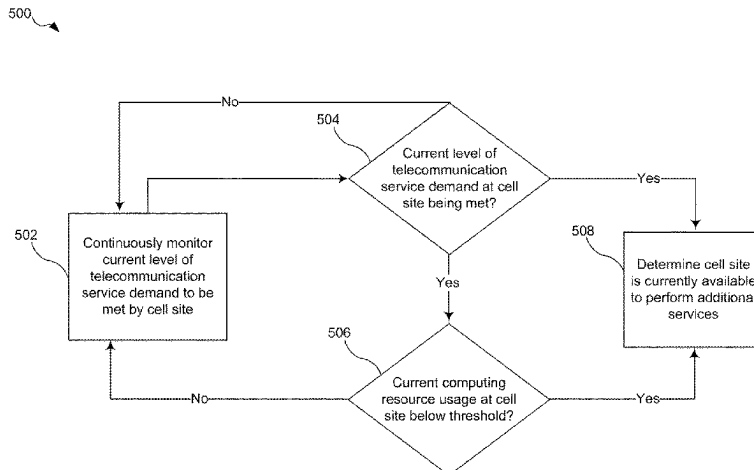 500
No
504
Current level of
telecommunication
service demand at cell
site being met?
Yes
502
Continuously monitor
current level of
telecommunication
service demand to be
met by cell site
508
Determine cell site
is currently available
to perform additional
services
Yes
506
Current computing
resource usage at cell
site below threshold?
No
Yes